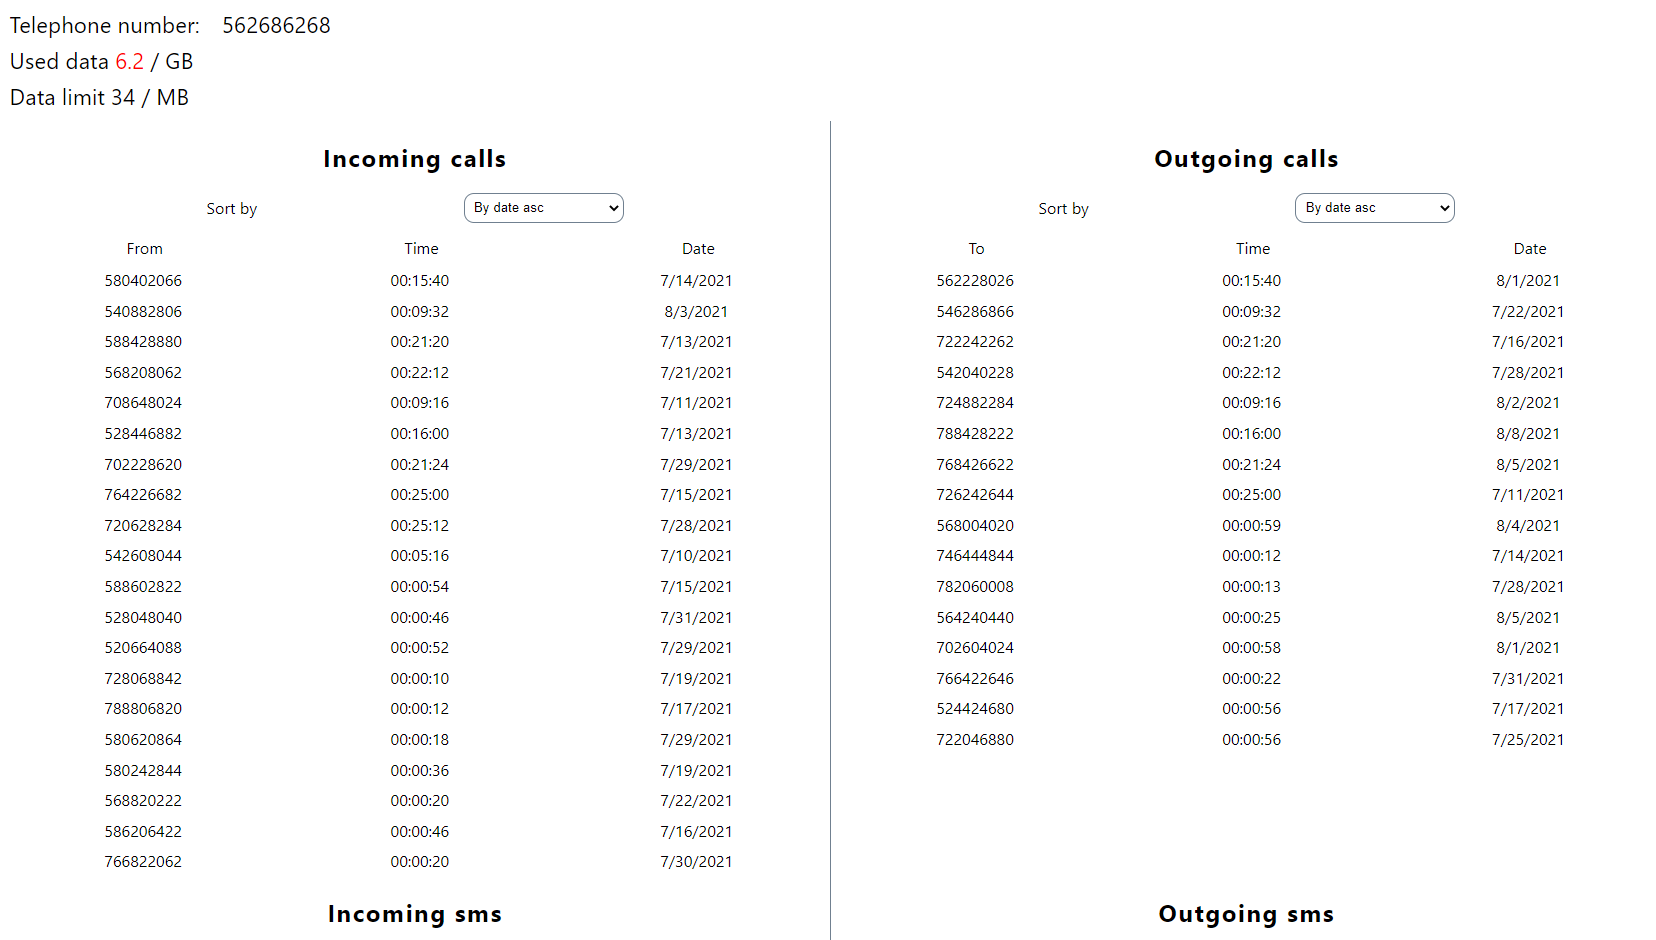 Telephone number: 562686268
Used data 6.2 / GB
Data limit 34 / MB
Incoming calls
Sort by By date asc
From Time Date
580402066 00:15:40 7/14/2021
540882806 00:09:32 8/3/2021
588428880 00:21:20 7/13/2021
568208062 00:22:12 7/21/2021
708648024 00:09:16 7/11/2021
528446882 00:16:00 7/13/2021
702228620 00:21:24 7/29/2021
764226682 00:25:00 7/15/2021
720628284 00:25:12 7/28/2021
542608044 00:05:16 7/10/2021
588602822 00:00:54 7/15/2021
528048040 00:00:46 7/31/2021
520664088 00:00:52 7/29/2021
728068842 00:00:10 7/19/2021
788806820 00:00:12 7/17/2021
580620864 00:00:18 7/29/2021
580242844 00:00:36 7/19/2021
568820222 00:00:20 7/22/2021
586206422 00:00:46 7/16/2021
766822062 00:00:20 7/30/2021
Incoming sms
Outgoing calls
Sort by By date asc
To Time Date
562228026 00:15:40 8/1/2021
546286866 00:09:32 7/22/2021
722242262 00:21:20 7/16/2021
542040228 00:22:12 7/28/2021
724882284 00:09:16 8/2/2021
788428222 00:16:00 8/8/2021
768426622 00:21:24 8/5/2021
726242644 00:25:00 7/11/2021
568004020 00:00:59 8/4/2021
746444844 00:00:12 7/14/2021
782060008 00:00:13 7/28/2021
564240440 00:00:25 8/5/2021
702604024 00:00:58 8/1/2021
766422646 00:00:22 7/31/2021
524424680 00:00:56 7/17/2021
722046880 00:00:56 7/25/2021
Outgoing sms